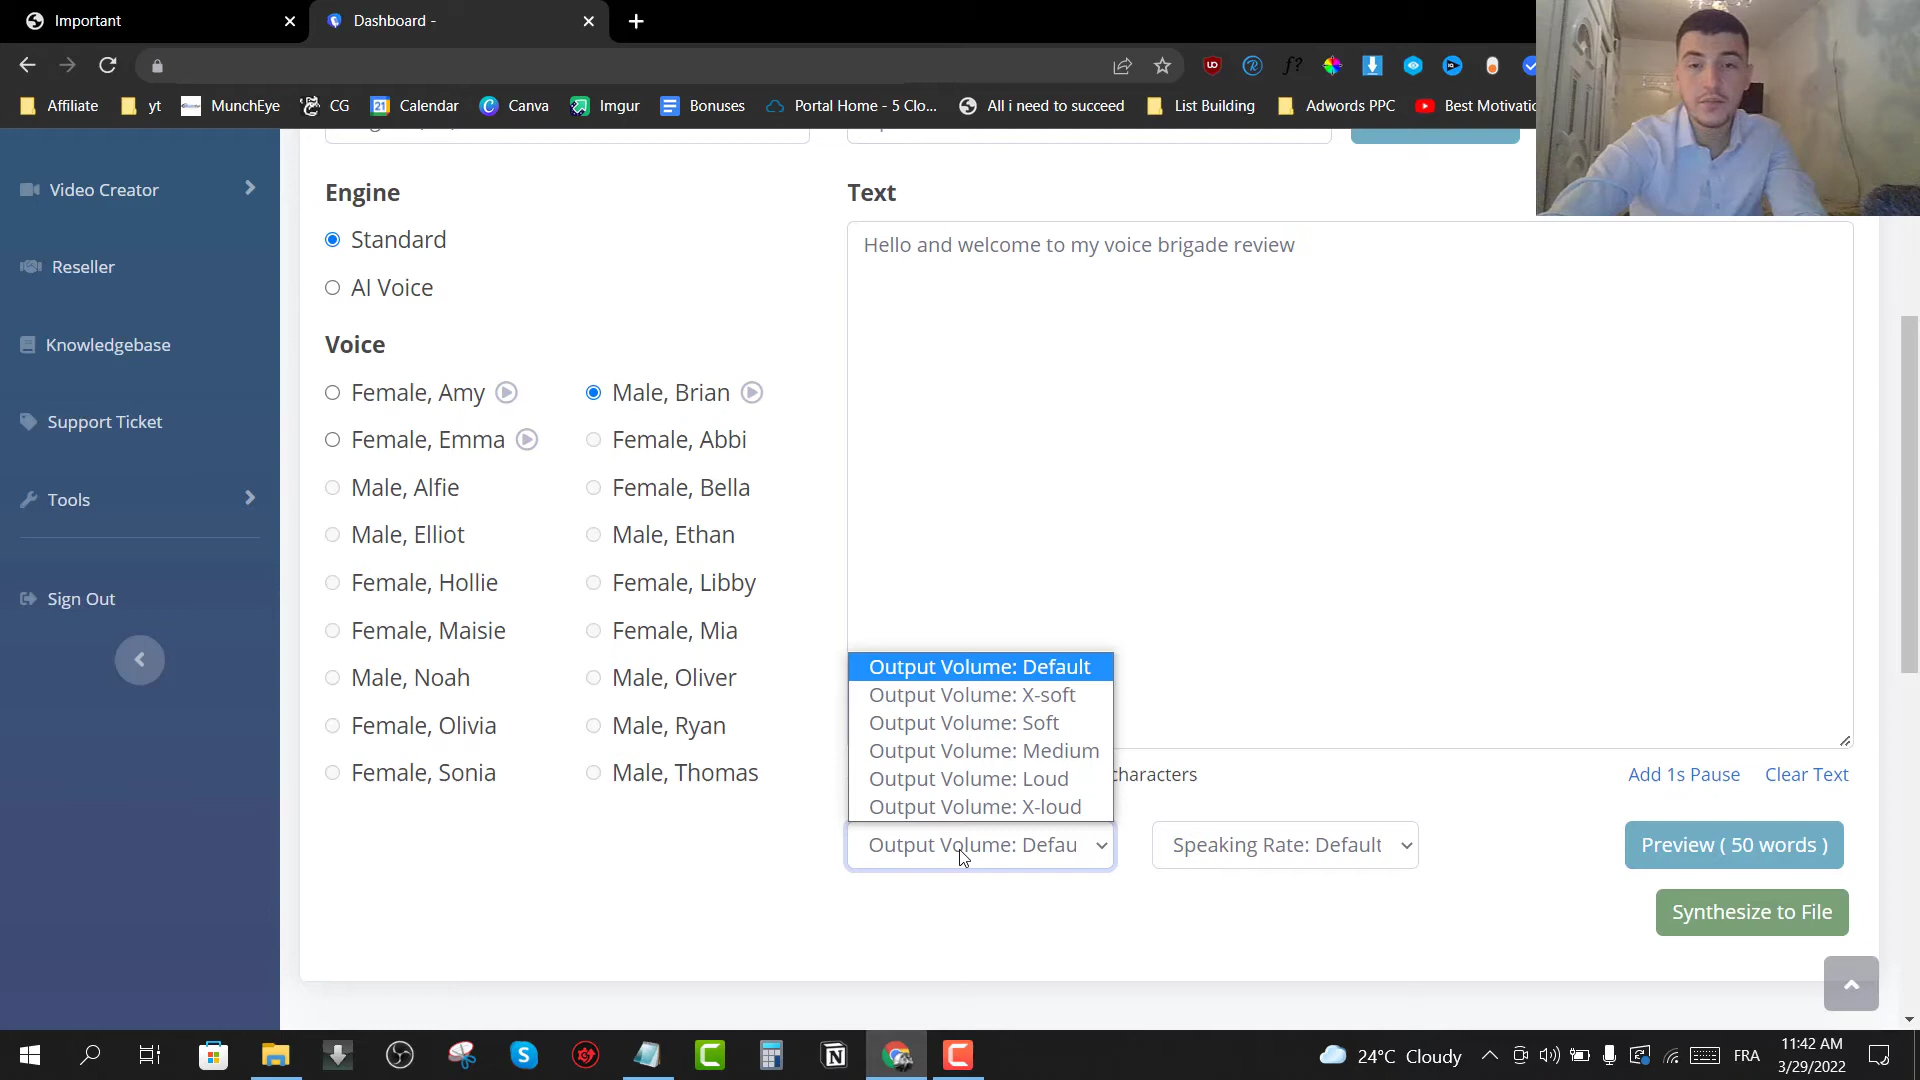 Important
Dashboard -
Affiliate
yt
MunchEye
CG
Calendar
Canva
Imgur
Bonuses
Portal Home - 5 Clo...
All i need to succeed
List Building
Adwords PPC
Best Motivatio
Video Creator
Reseller
Knowledgebase
Support Ticket
Tools
Sign Out
Engine
Standard
AI Voice
Voice
Female, Amy
Male, Brian
Female, Emma
Female, Abbi
Male, Alfie
Female, Bella
Male, Elliot
Male, Ethan
Female, Hollie
Female, Libby
Female, Maisie
Female, Mia
Male, Noah
Male, Oliver
Female, Olivia
Male, Ryan
Female, Sonia
Male, Thomas
Text
Hello and welcome to my voice brigade review
Output Volume: Default
Output Volume: X-soft
Output Volume: Soft
Output Volume: Medium
Output Volume: Loud
Output Volume: X-loud
characters
Add 1s Pause
Clear Text
Output Volume: Defau
Speaking Rate: Default
Preview ( 50 words )
Synthesize to File
24°C Cloudy
FRA
11:42 AM
3/29/2022